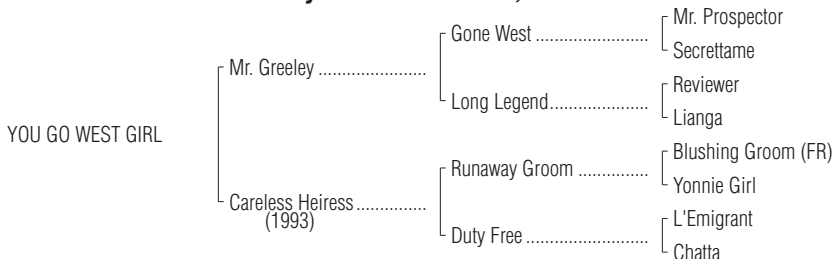 Mr. Prospector
Gone West
Secrettame
Mr. Greeley
Reviewer
Long Legend
Lianga
YOU GO WEST GIRL
Blushing Groom (FR)
Runaway Groom
Yonnie Girl
Careless Heiress
(1993)
L'Emigrant
Duty Free
Chatta